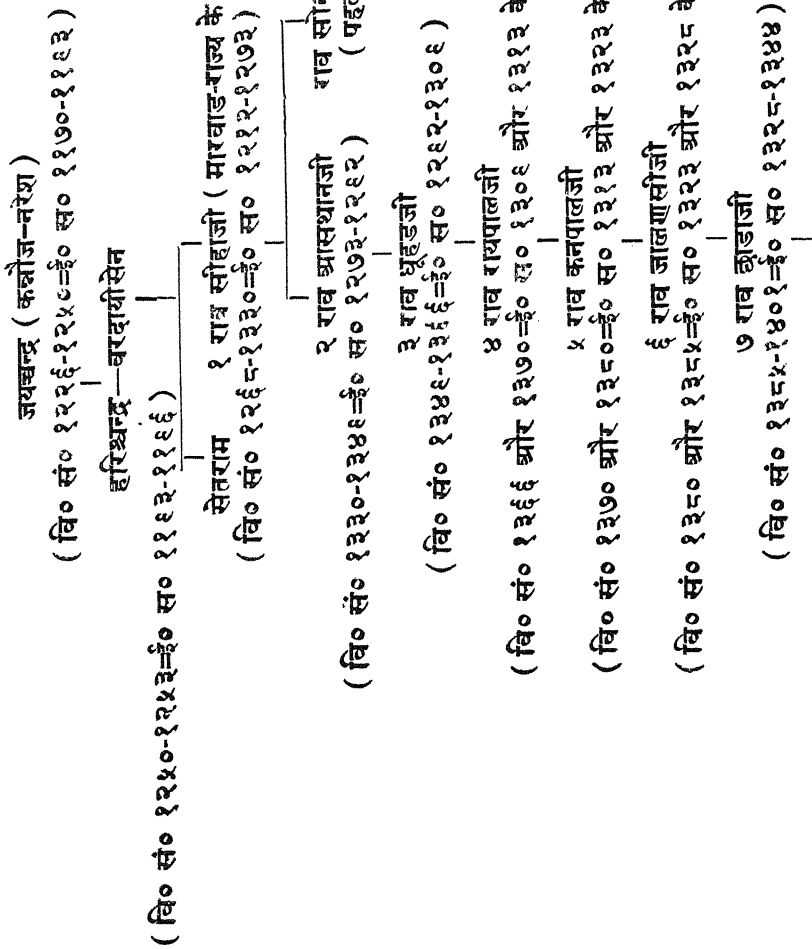 जयच्चन्द्र ( कन्नौज-नरेश )
( वि० सं० १२२६-१२५०=ई० स० ११७०-११९३ )
हरिश्चन्द्र—वरदायीसेन
( वि० सं० १२५०-१२५३=ई० स० ११९३-११९६ )
सेतराम १ राव सीहाजी ( मारवाड़-राज्य के
( वि० सं० १२६८-१३३०=ई० स० १२१२-१२७३ )
२ राव आसथानजी राव
( वि० सं० १३३०-१३४९=ई० स० १२७३-१२९२ )
३ राव धूहड़जी
( वि० सं० १३४९-१३६६=ई० स० १२९२-१३०९ )
४ राव रायपालजी
( वि० सं० १३६६ और १३७०=ई० स० १३०९ और १३१३ के
५ राव कनपालजी
( वि० सं० १३७० और १३८०=ई० स० १३१३ और १३२३ के
६ राव जालणसीजी
( वि० सं० १३८० और १३८५=ई० स० १३२३ और १३२८ के
७ राव छाडाजी
( वि० सं० १३८५-१४०१=ई० स० १३२८-१३४४ )